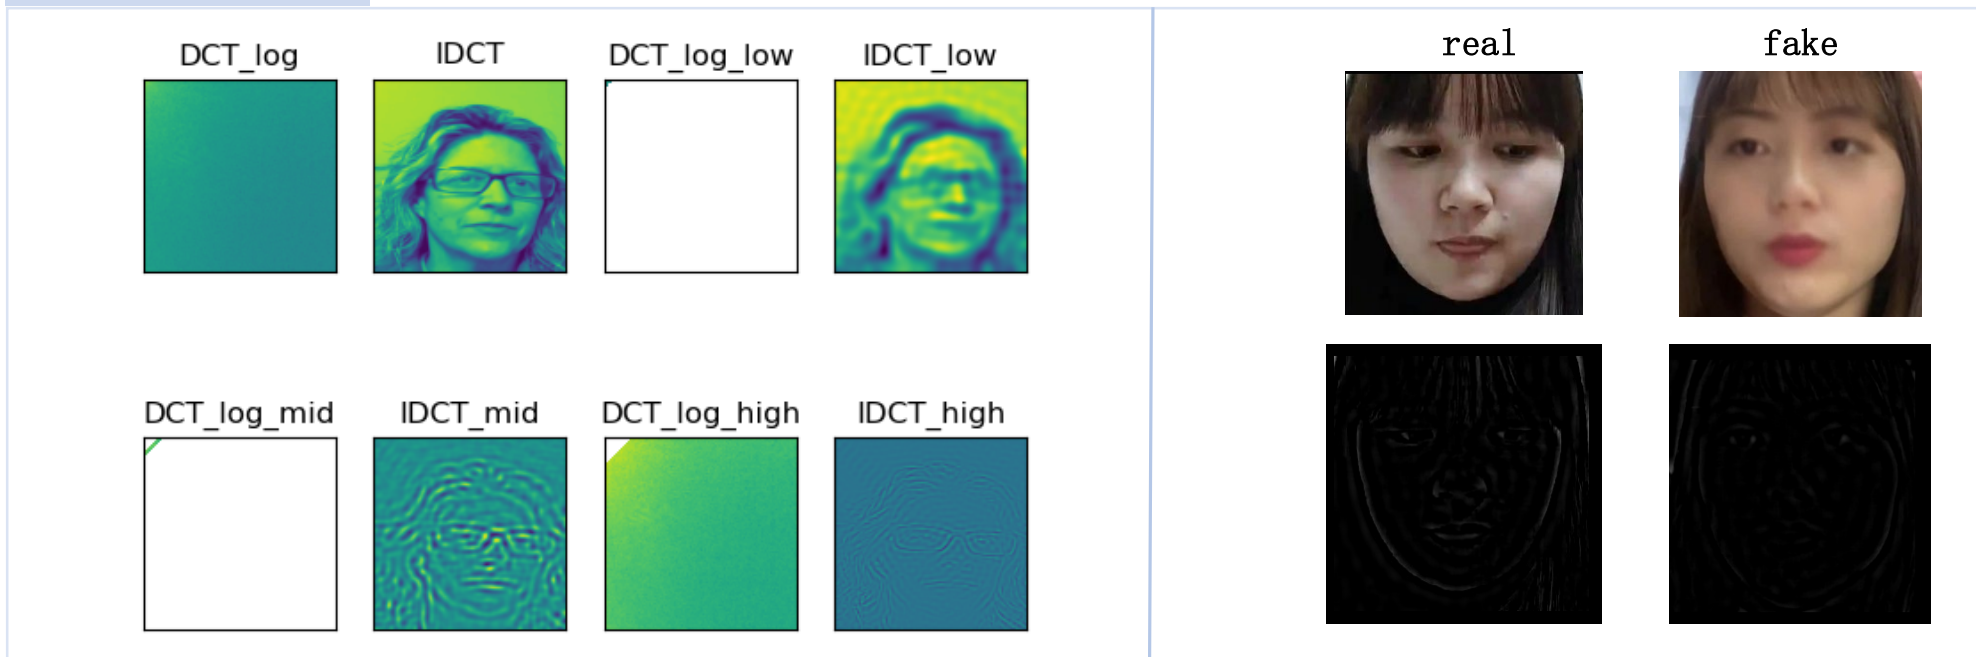 DCT_log
IDCT
DCT_log_low
IDCT_low
DCT_log_mid
IDCT_mid
DCT_log_high
IDCT_high
real
fake